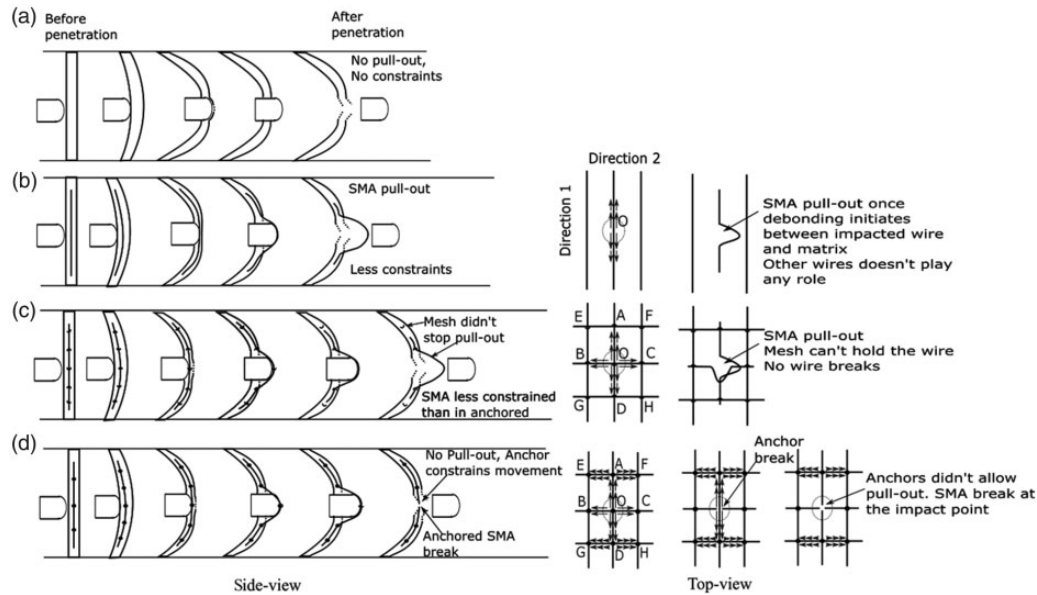 (a)
Before
penetration
After
penetration
No pull-out,
No constraints
(b)
SMA pull-out
Less constraints
Direction 2
Direction 1
O
SMA pull-out once
debonding initiates
between impacted wire
and matrix
Other wires doesn't play
any role
(c)
Mesh didn't
stop pull-out
SMA less constrained
than in anchored
E A F
B O C
G D H
SMA pull-out
Mesh can't hold the wire
No wire breaks
(d)
No Pull-out, Anchor
constrains movement
Anchored SMA
break
E A F
B O C
G D H
Anchor
break
Anchors didn't allow
pull-out. SMA break at
the impact point
Side-view
Top-view